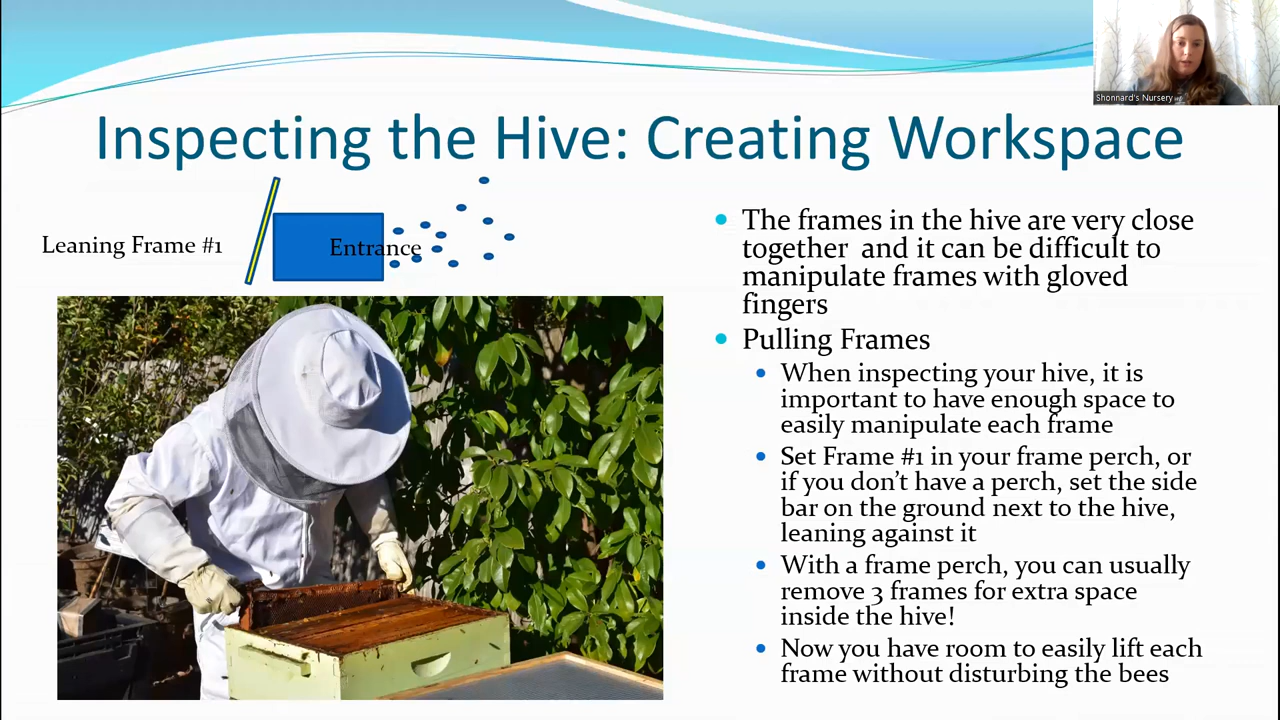 Shonnard's Nursery
Inspecting the Hive: Creating Workspace
Leaning Frame #1
Entrance
The frames in the hive are very close
together and it can be difficult to
manipulate frames with gloved
fingers
Pulling Frames
When inspecting your hive, it is
important to have enough space to
easily manipulate each frame
Set Frame #1 in your frame perch, or
if you don't have a perch, set the side
bar on the ground next to the hive,
leaning against it
With a frame perch, you can usually
remove 3 frames for extra space
inside the hive!
Now you have room to easily lift each
frame without disturbing the bees